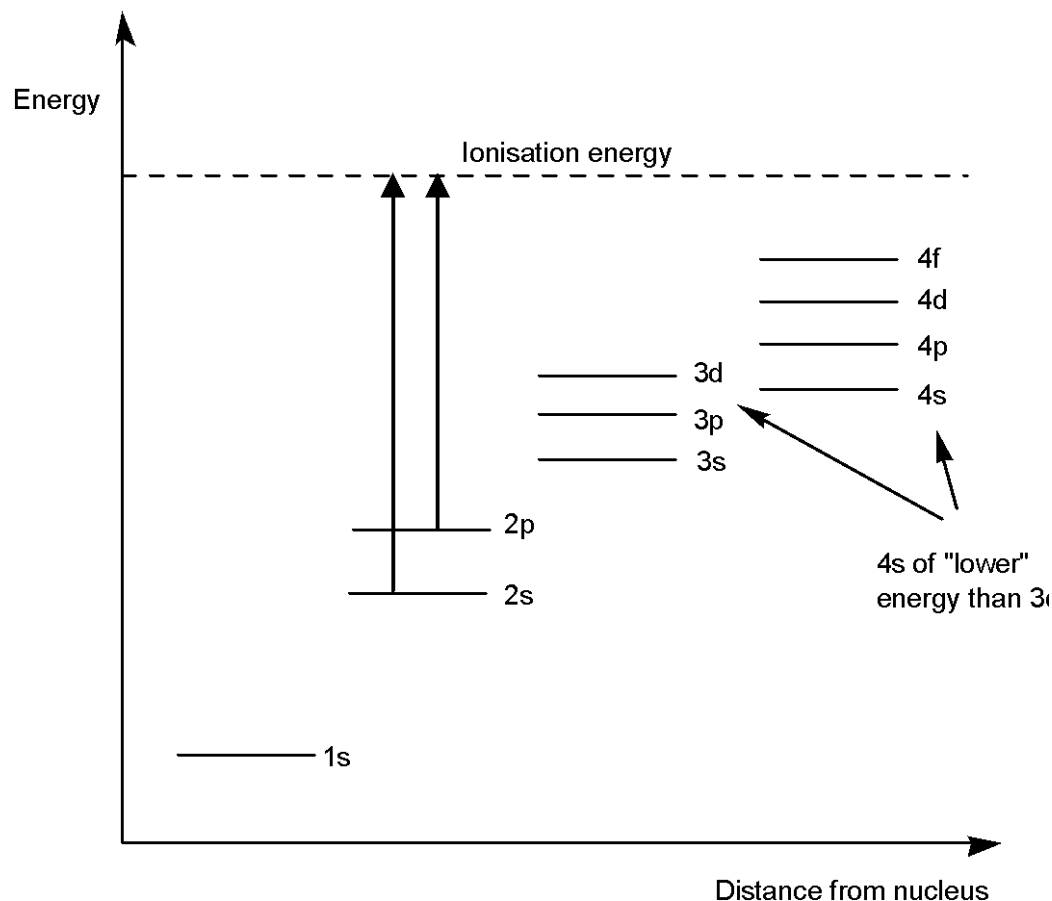 Energy
Ionisation energy
4f
4d
4p
4s
3d
3p
3s
2p
2s
4s of "lower"
energy than
1s
Distance from nucleus